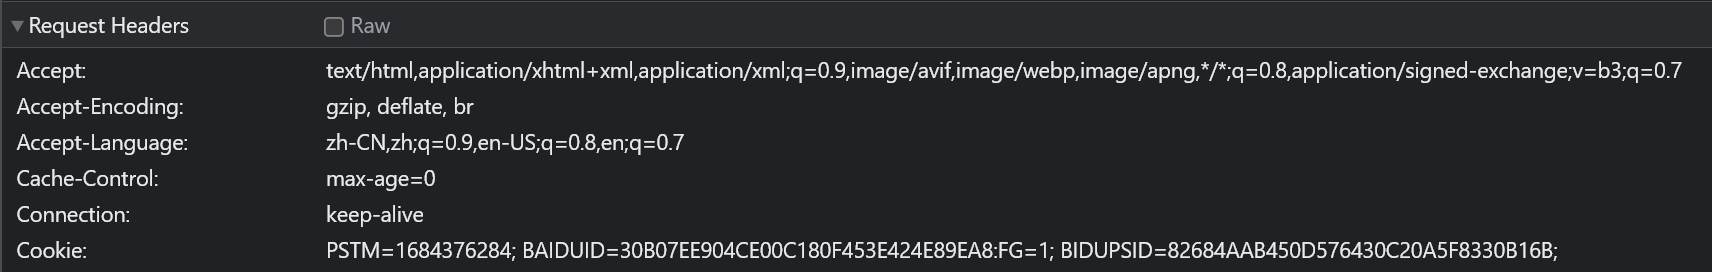 Request Headers Raw
Accept: text/html,application/xhtml+xml,application/xml;q=0.9,image/avif,image/webp,image/apng,*/*;q=0.8,application/signed-exchange;v=b3;q=0.7
Accept-Encoding: gzip, deflate, br
Accept-Language: zh-CN,zh;q=0.9,en-US;q=0.8,en;q=0.7
Cache-Control: max-age=0
Connection: keep-alive
Cookie: PSTM=1684376284; BAIDUID=30B07EE904CE00C180F453E424E89EA8:FG=1; BIDUPSID=82684AAB450D576430C20A5F8330B16B;